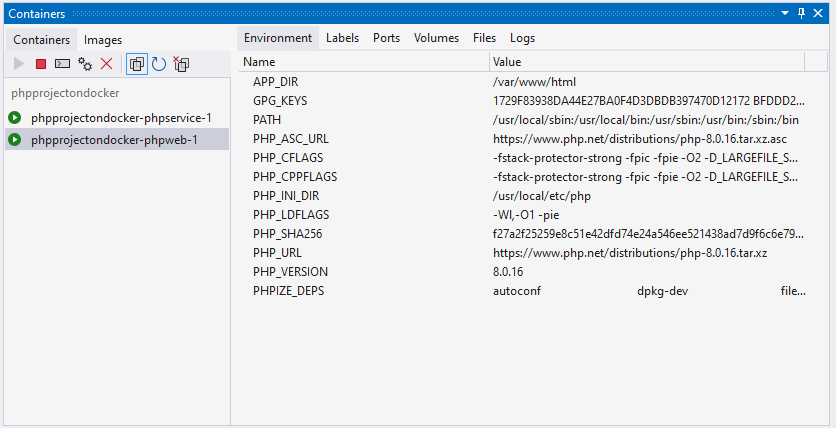 Containers
Containers Images
phpprojectondocker
phpprojectondocker-phpservice-1
phpprojectondocker-phpweb-1
Environment Labels Ports Volumes Files Logs
Name Value
APP_DIR /var/www/html
GPG_KEYS 1729F83938DA44E27BA0F4D3DBDB397470D12172 BFDDD2...
PATH /usr/local/sbin:/usr/local/bin:/usr/sbin:/usr/bin:/sbin:/bin
PHP_ASC_URL https://www.php.net/distributions/php-8.0.16.tar.xz.asc
PHP_CFLAGS -fstack-protector-strong -fpic -fpie -O2 -D_LARGEFILE_S...
PHP_CPPFLAGS -fstack-protector-strong -fpic -fpie -O2 -D_LARGEFILE_S...
PHP_INI_DIR /usr/local/etc/php
PHP_LDFLAGS -Wl,-O1 -pie
PHP_SHA256 f27a2f25259e8c51e42dfd74e24a546ee521438ad7d9f6c6e79...
PHP_URL https://www.php.net/distributions/php-8.0.16.tar.xz
PHP_VERSION 8.0.16
PHPIZE_DEPS autoconf dpkg-dev file...